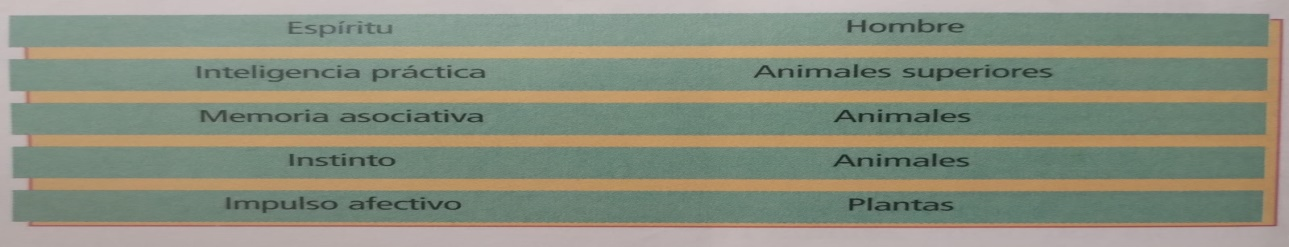 Espíritu Hombre
Inteligencia práctica Animales superiores
Memoria asociativa Animales
Instinto Animales
Impulso afectivo Plantas